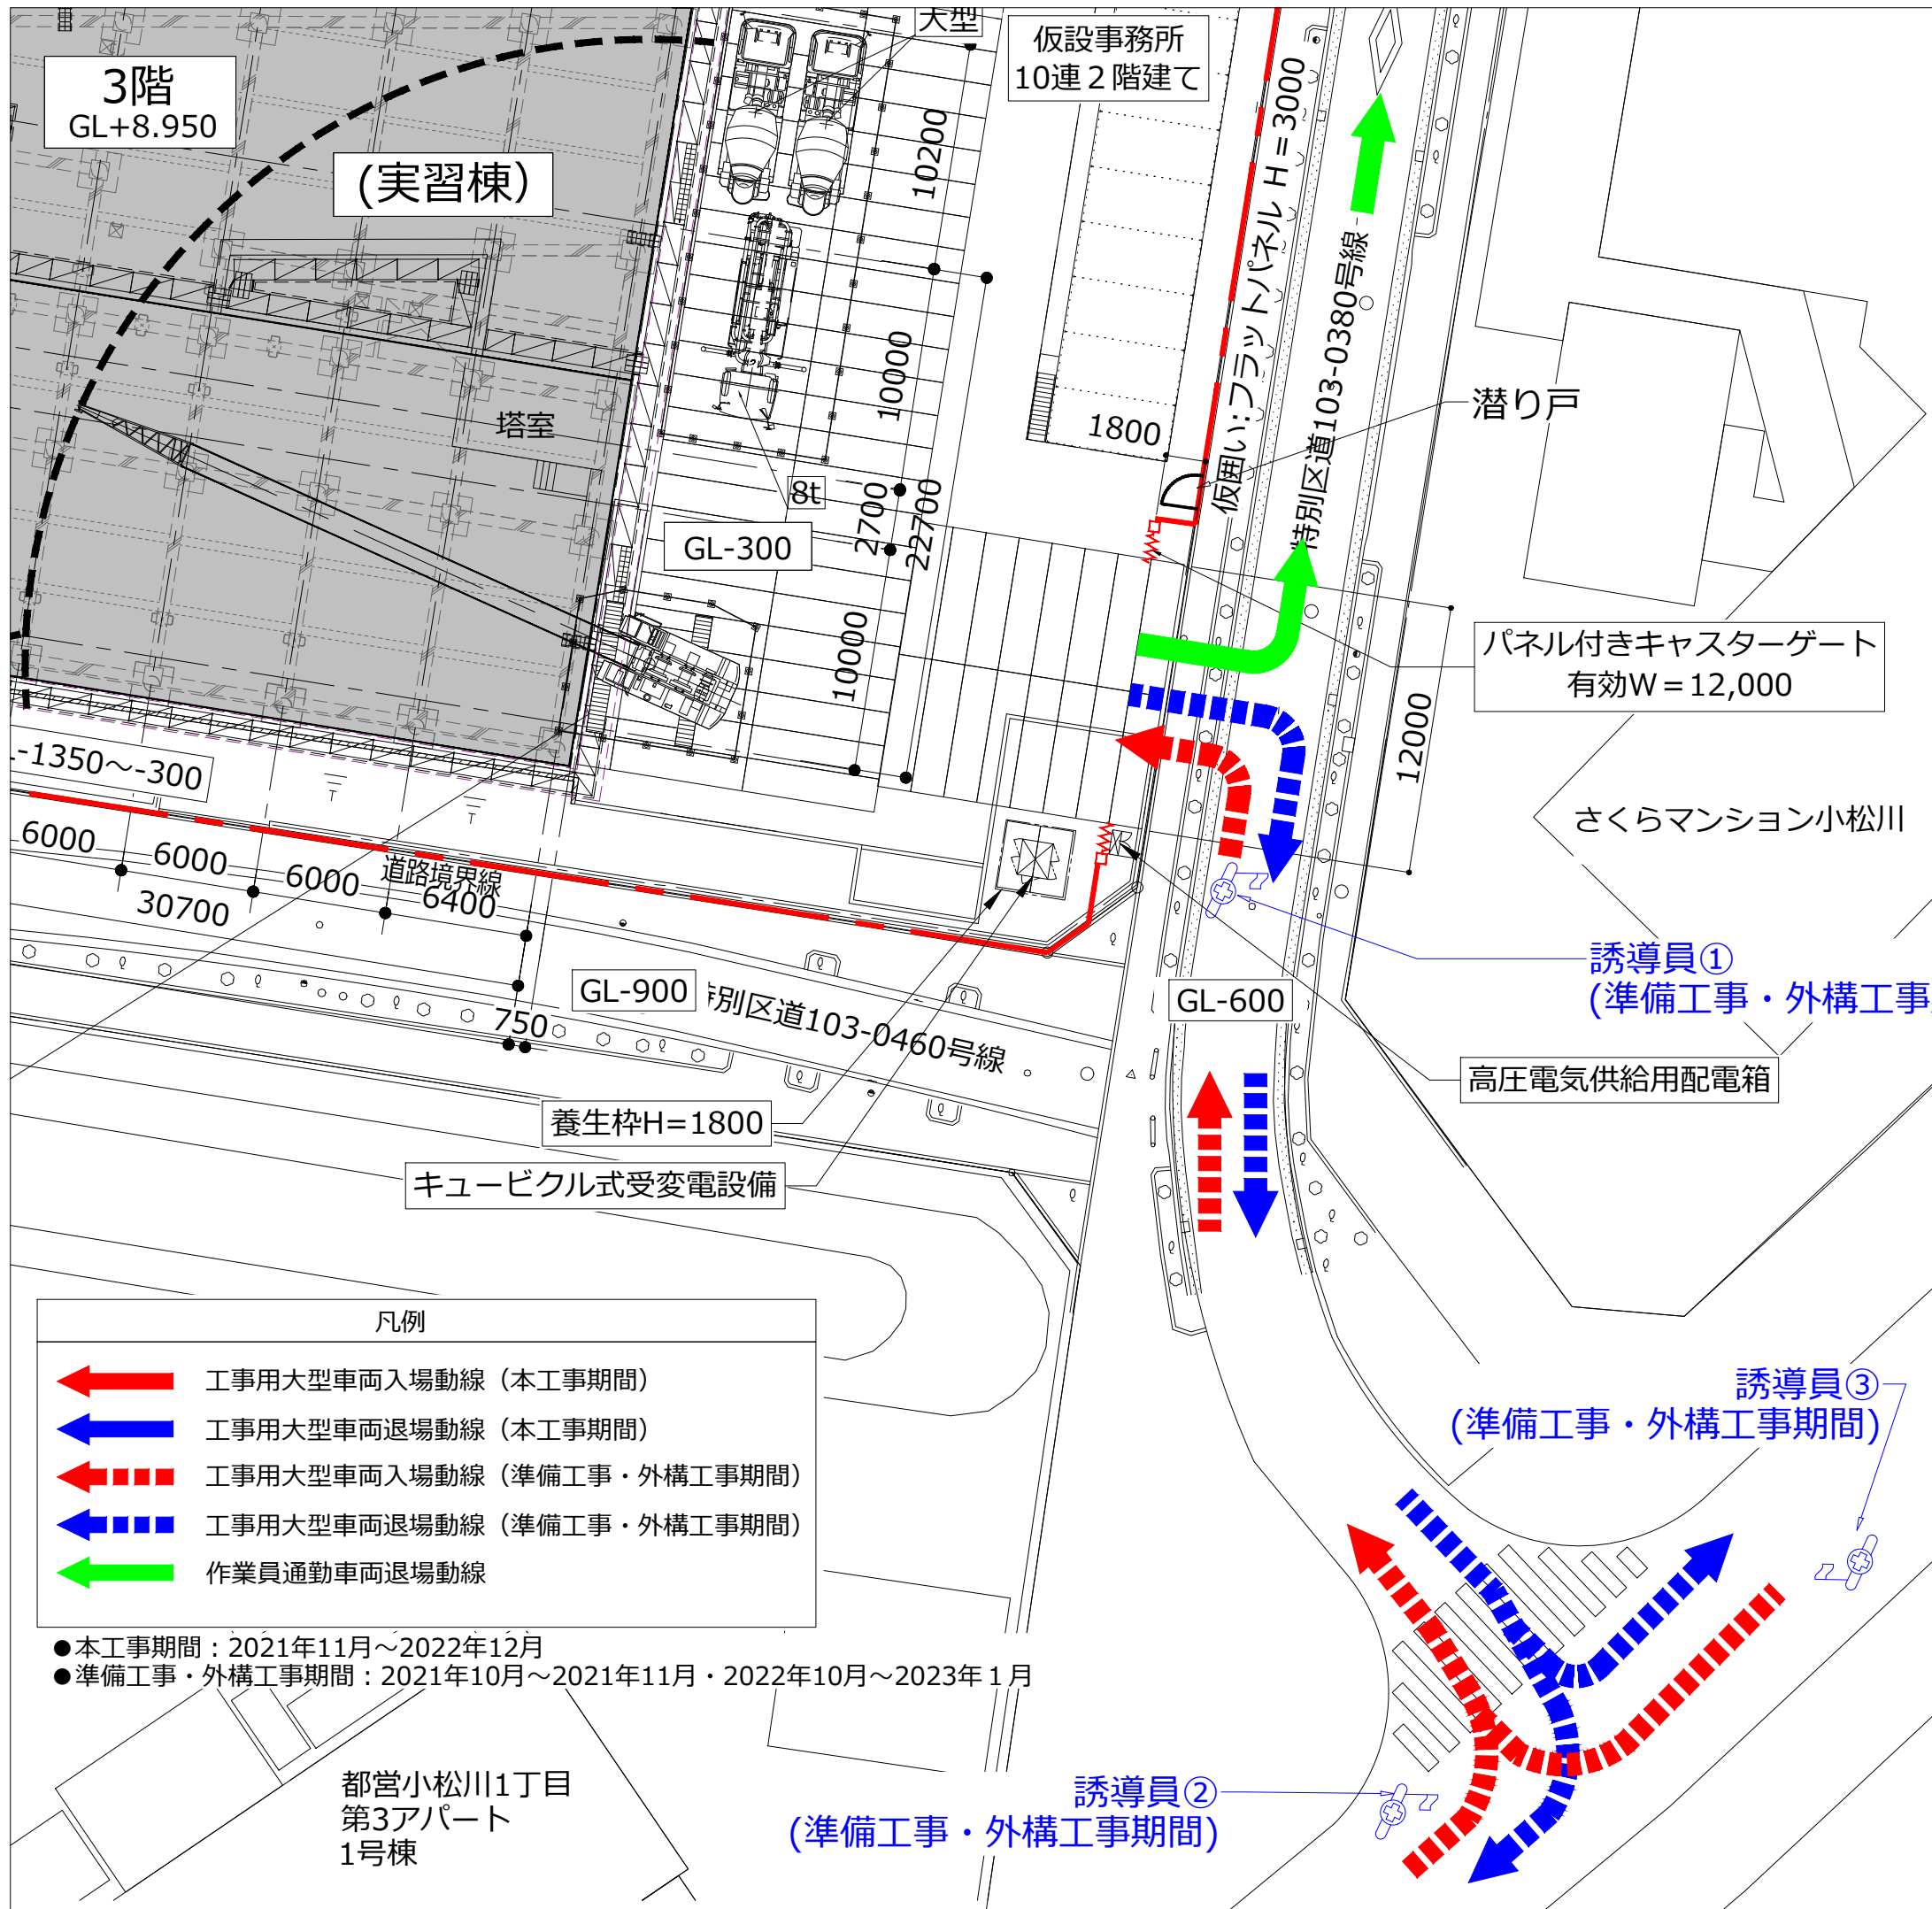 3階
GL+8.950
(実習棟)
大型
仮設事務所
10連２階建て
10200
10000
2700
22700
10000
塔室
8t
GL-300
1800
仮囲い:フラットパネル H＝3000
特別区道103-0380号線
潜り戸
パネル付きキャスターゲート
有効W＝12,000
12000
さくらマンション小松川
-1350～-300
6000
6000
6000
6400
道路境界線
30700
750
GL-900
特別区道103-0460号線
GL-600
誘導員①
(準備工事・外構工事
高圧電気供給用配電箱
養生枠H=1800
キュービクル式受変電設備
凡例
工事用大型車両入場動線（本工事期間）
工事用大型車両退場動線（本工事期間）
工事用大型車両入場動線（準備工事・外構工事期間）
工事用大型車両退場動線（準備工事・外構工事期間）
作業員通勤車両退場動線
●本工事期間：2021年11月～2022年12月
●準備工事・外構工事期間：2021年10月～2021年11月・2022年10月～2023年１月
誘導員③
(準備工事・外構工事期間)
誘導員②
(準備工事・外構工事期間)
都営小松川1丁目
第3アパート
1号棟